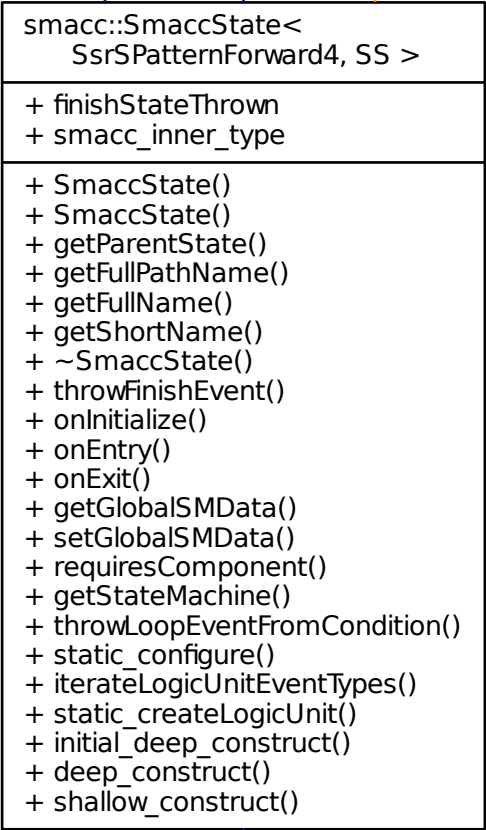 smacc::SmaccState<
SsrSPatternForward4, SS >
+ finishStateThrown
+ smacc_inner_type
+ SmaccState()
+ SmaccState()
+ getParentState()
+ getFullPathName()
+ getFullName()
+ getShortName()
+ ~SmaccState()
+ throwFinishEvent()
+ onInitialize()
+ onEntry()
+ onExit()
+ getGlobalSMData()
+ setGlobalSMData()
+ requiresComponent()
+ getStateMachine()
+ throwLoopEventFromCondition()
+ static_configure()
+ iterateLogicUnitEventTypes()
+ static_createLogicUnit()
+ initial_deep_construct()
+ deep_construct()
+ shallow_construct()